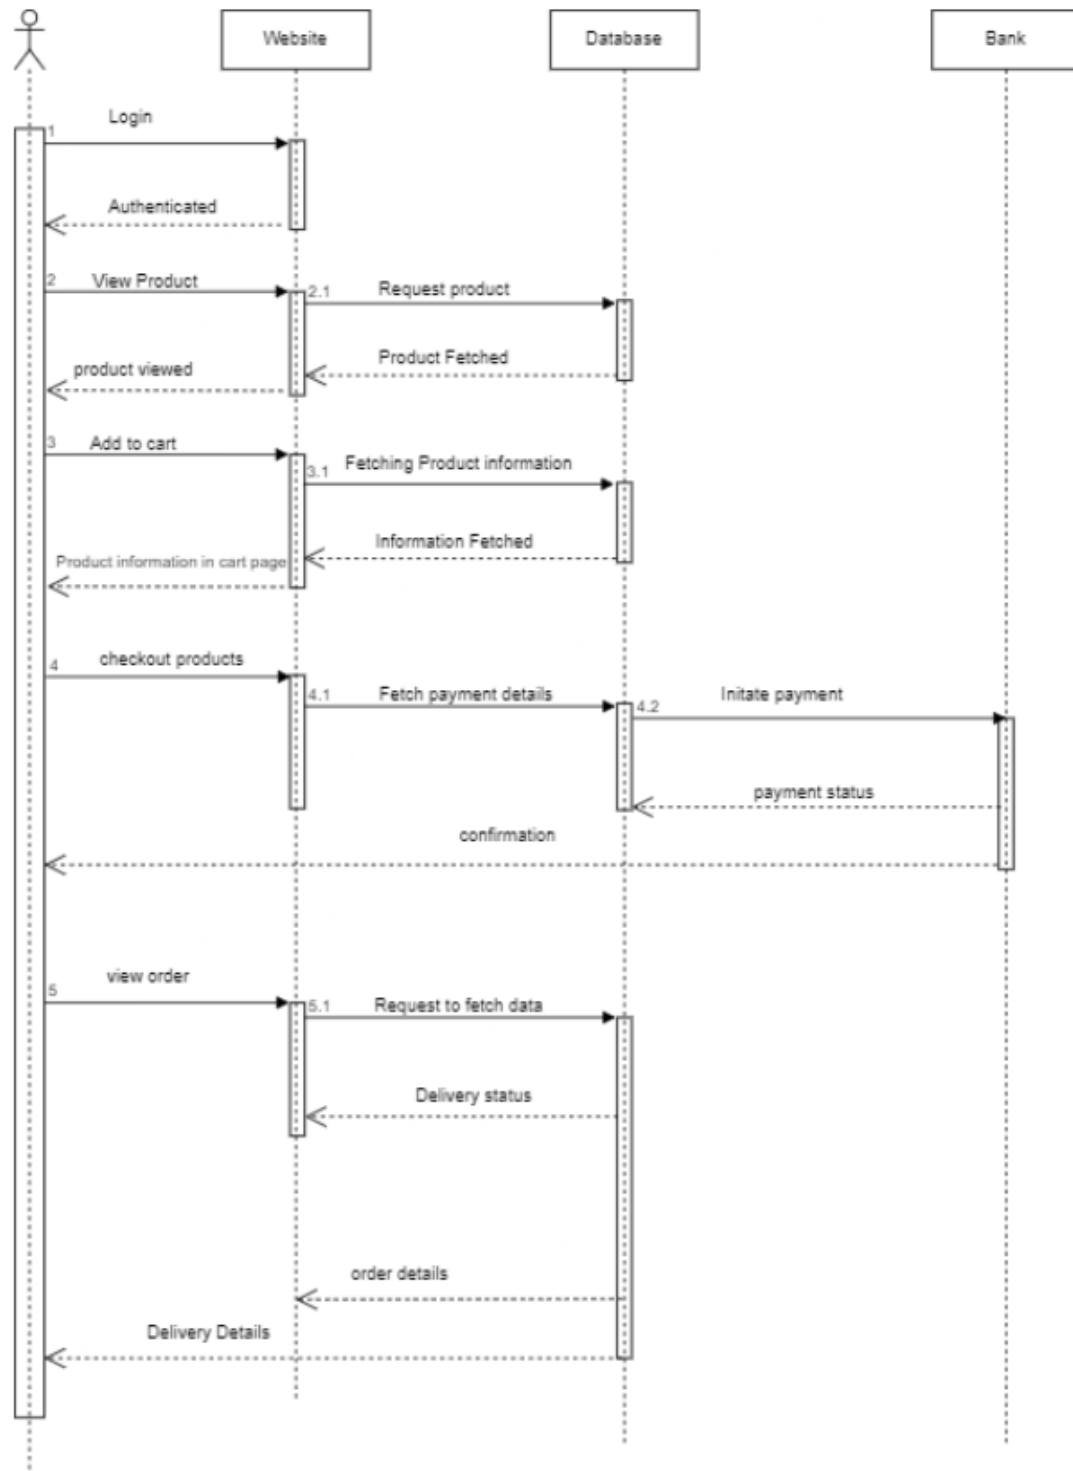 Website
Database
Bank
Login
1
Authenticated
2
View Product
2.1
Request product
Product Fetched
product viewed
3
Add to cart
3.1
Fetching Product information
Information Fetched
Product information in cart page
4
checkout products
4.1
Fetch payment details
4.2
Initate payment
payment status
confirmation
5
view order
5.1
Request to fetch data
Delivery status
order details
Delivery Details